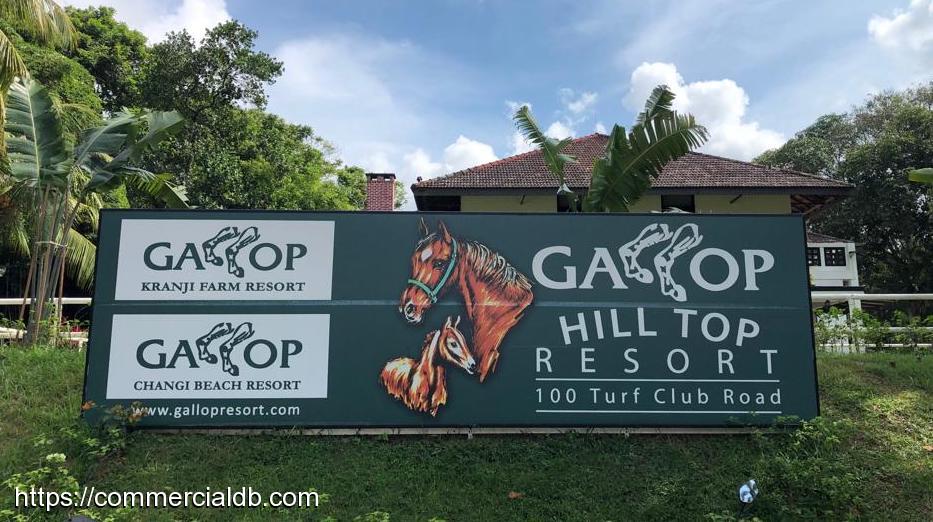 GALLOP
KRANJI FARM RESORT
GALLOP
CHANGI BEACH RESORT
www.gallopresort.com
GALLOP
HILL TOP
RESORT
100 Turf Club Road
https://commercialdb.com